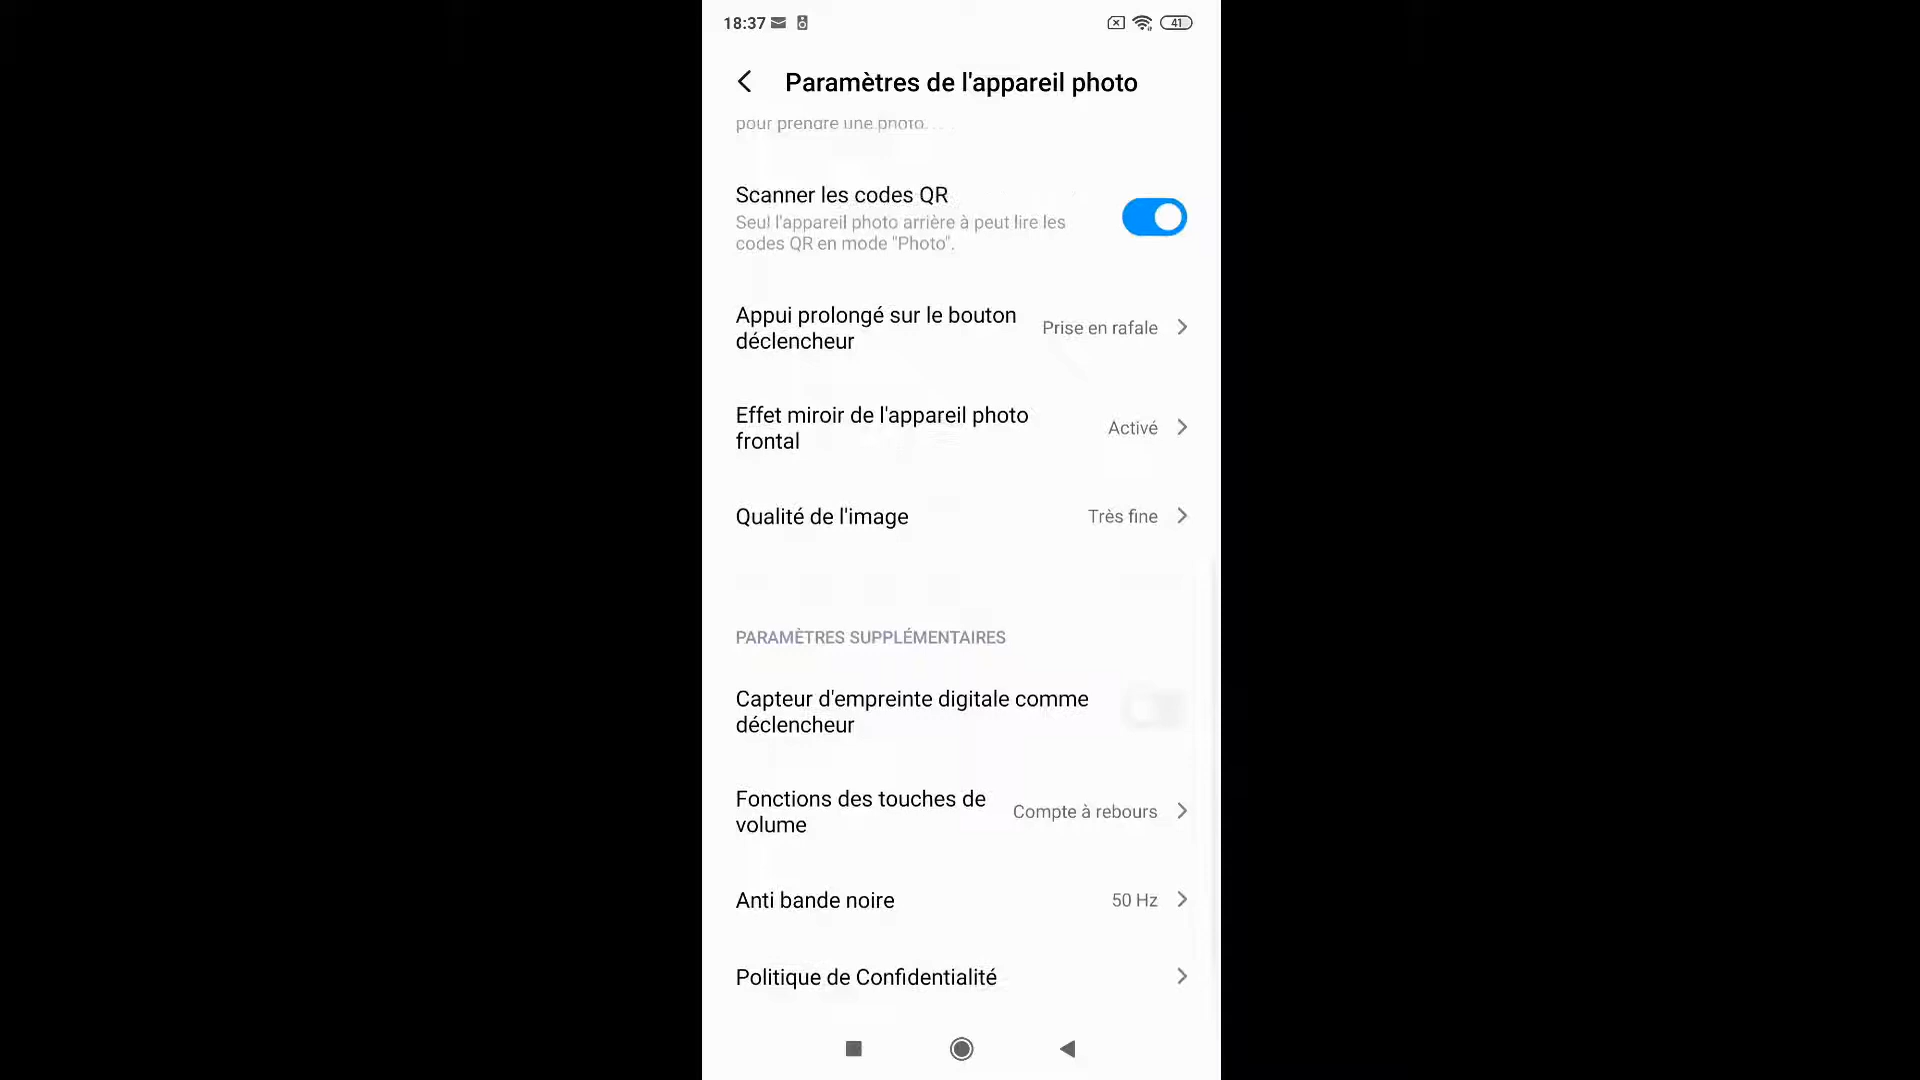 18:37
41
Paramètres de l'appareil photo
pour prendre une photo.
Scanner les codes QR
Seul l'appareil photo arrière à peut lire les
codes QR en mode "Photo".
Appui prolongé sur le bouton
déclencheur
Prise en rafale
Effet miroir de l'appareil photo
frontal
Activé
Qualité de l'image
Très fine
PARAMÈTRES SUPPLÉMENTAIRES
Capteur d'empreinte digitale comme
déclencheur
Fonctions des touches de
volume
Compte à rebours
Anti bande noire
50 Hz
Politique de Confidentialité